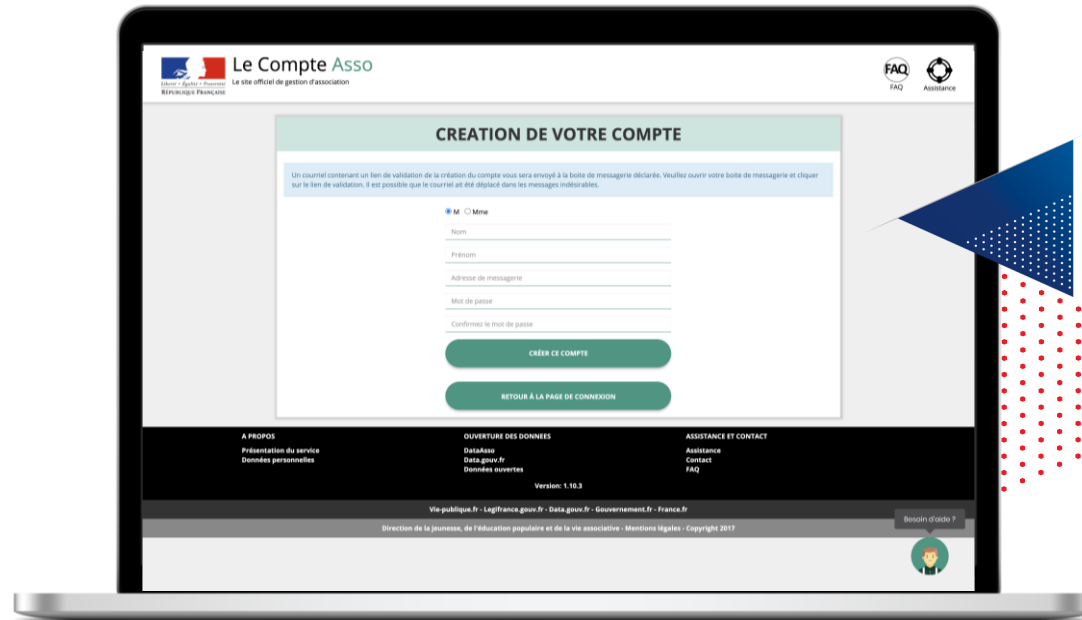 Liberté • Égalité • Fraternité
RÉPUBLIQUE FRANÇAISE
Le Compte Asso
Le site officiel de gestion d'association
FAQ
FAQ
Assistance
CREATION DE VOTRE COMPTE
Un courriel contenant un lien de validation de la création du compte vous sera envoyé à la boite de messagerie déclarée. Veuillez ouvrir votre boite de messagerie et cliquer
sur le lien de validation. Il est possible que le courriel ait été déplacé dans les messages indésirables.
M Mme
Nom
Prénom
Adresse de messagerie
Mot de passe
Confirmez le mot de passe
CRÉER CE COMPTE
RETOUR À LA PAGE DE CONNEXION
A PROPOS
Présentation du service
Données personnelles
OUVERTURE DES DONNEES
DataAsso
Data.gouv.fr
Données ouvertes
ASSISTANCE ET CONTACT
Assistance
Contact
FAQ
Version: 1.10.3
Vie-publique.fr - Legifrance.gouv.fr - Data.gouv.fr - Gouvernement.fr - France.fr
Direction de la jeunesse, de l'éducation populaire et de la vie associative - Mentions légales - Copyright 2017
Besoin d'aide ?